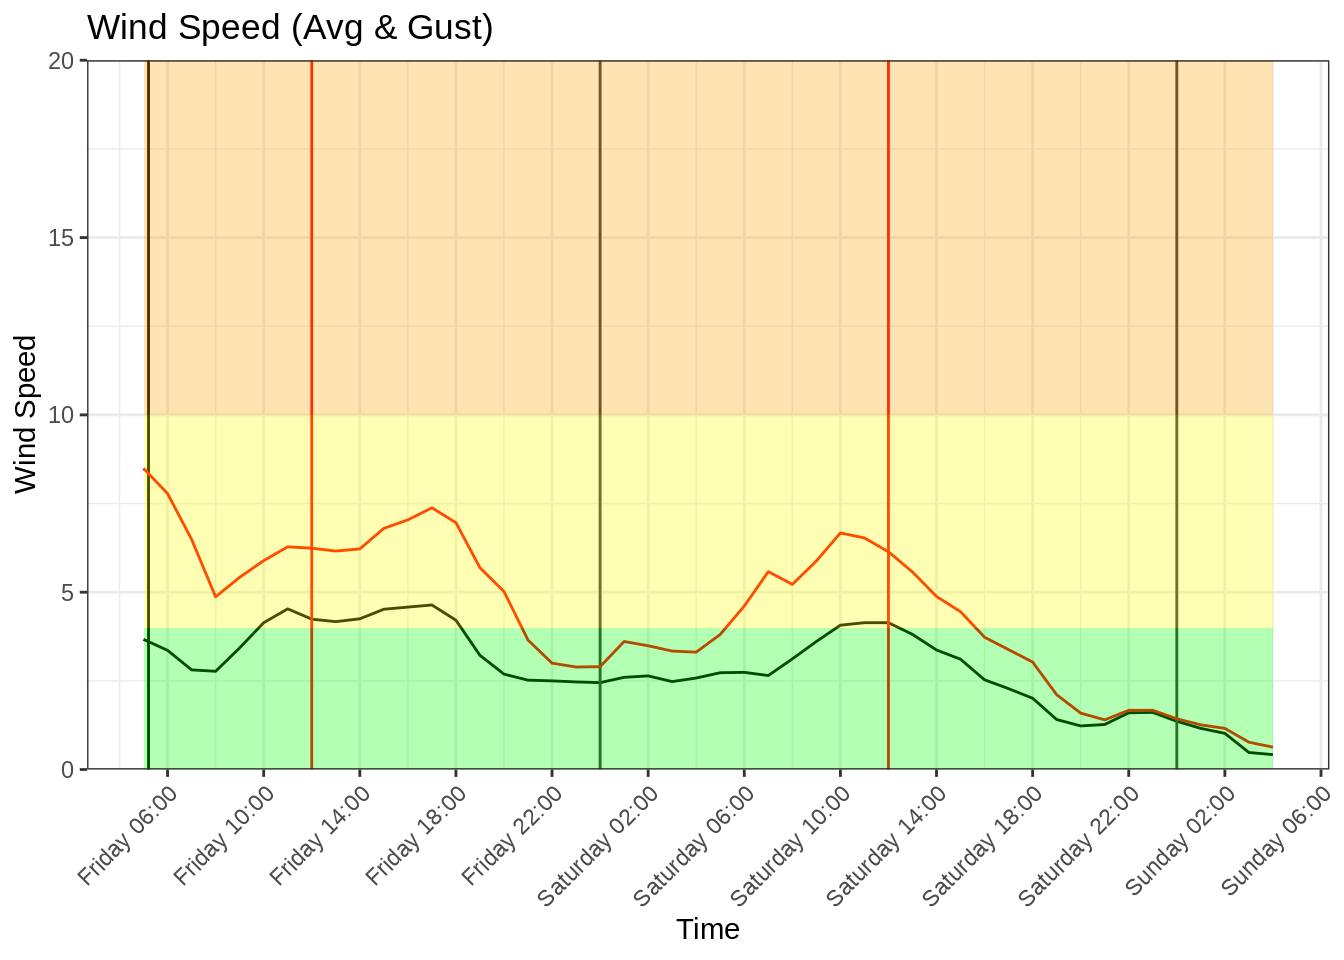 Wind Speed (Avg & Gust)
20
15
10
5
0
Wind Speed
Friday 06:00
Friday 10:00
Friday 14:00
Friday 18:00
Friday 22:00
Saturday 02:00
Saturday 06:00
Saturday 10:00
Saturday 14:00
Saturday 18:00
Saturday 22:00
Sunday 02:00
Sunday 06:00
Time